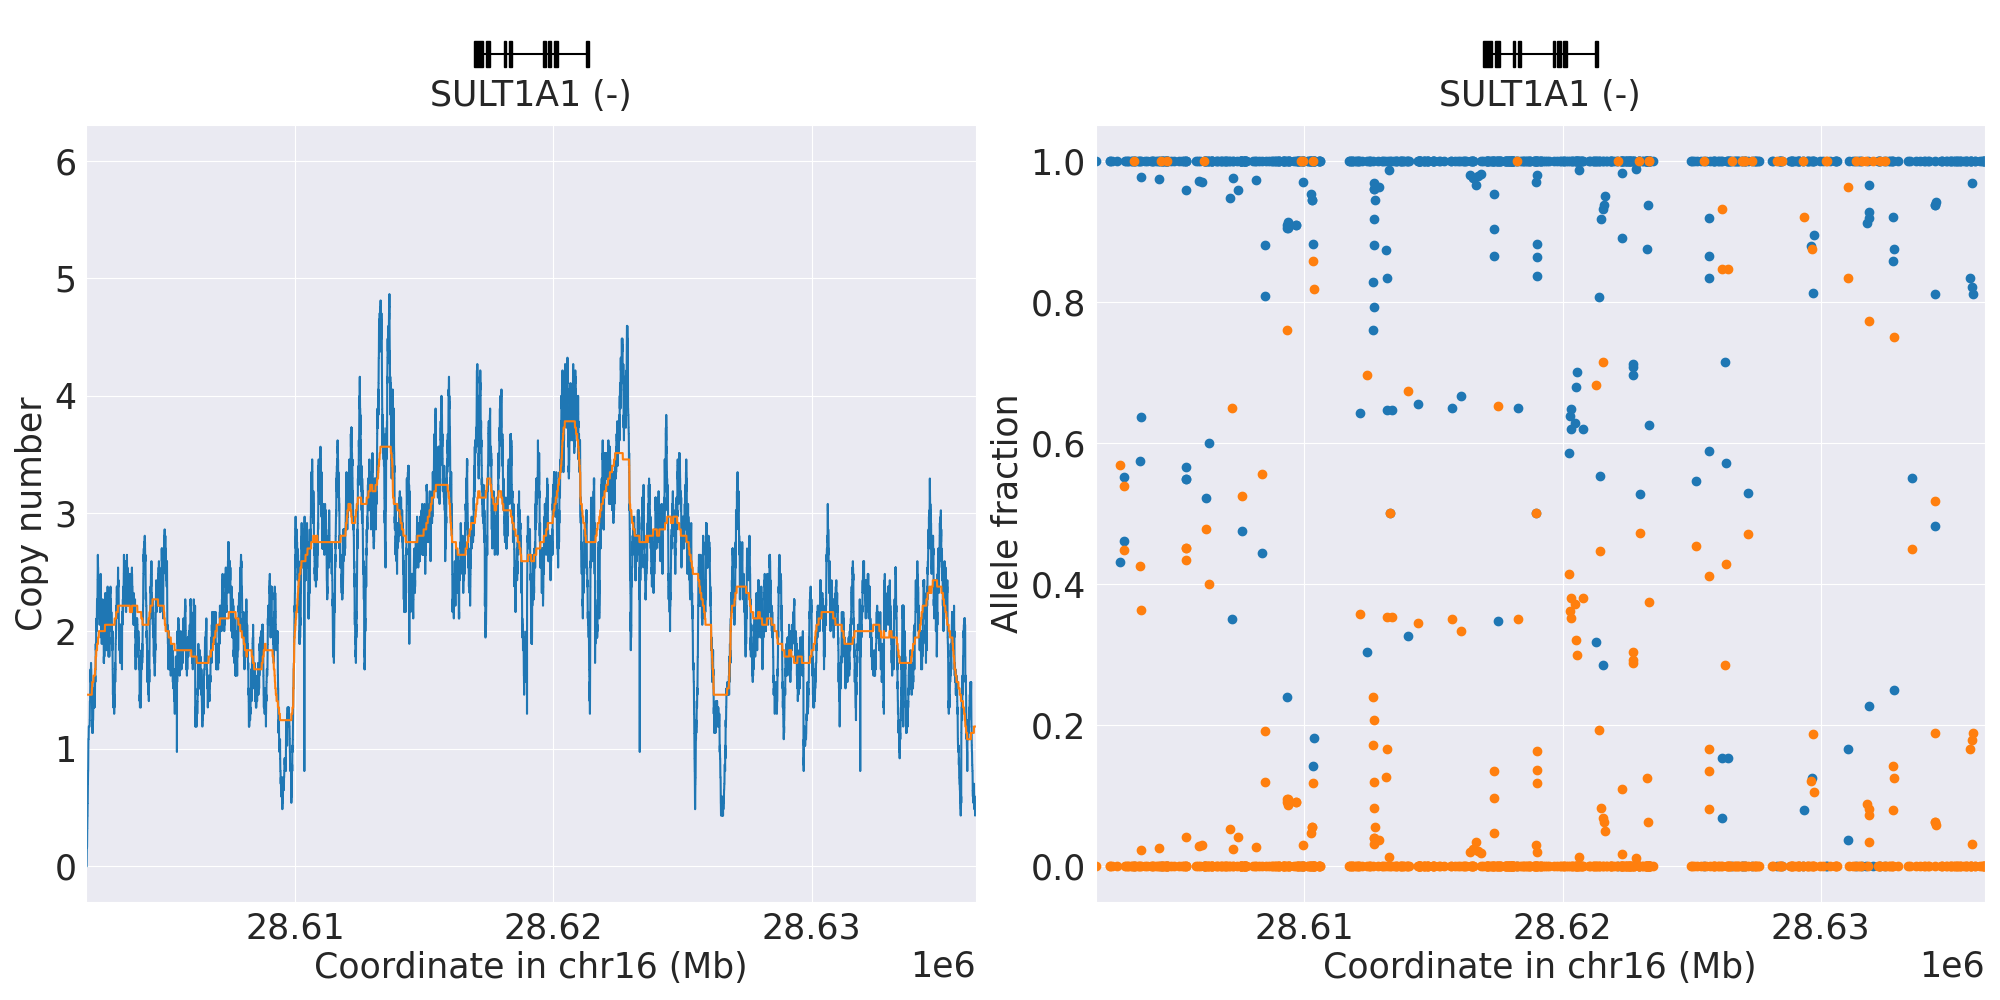 SULT1A1 (-)
SULT1A1 (-)
Copy number
6
5
4
3
2
1
0
28.61
28.62
28.63
Coordinate in chr16 (Mb)
1e6
Allele fraction
1.0
0.8
0.6
0.4
0.2
0.0
28.61
28.62
28.63
Coordinate in chr16 (Mb)
1e6